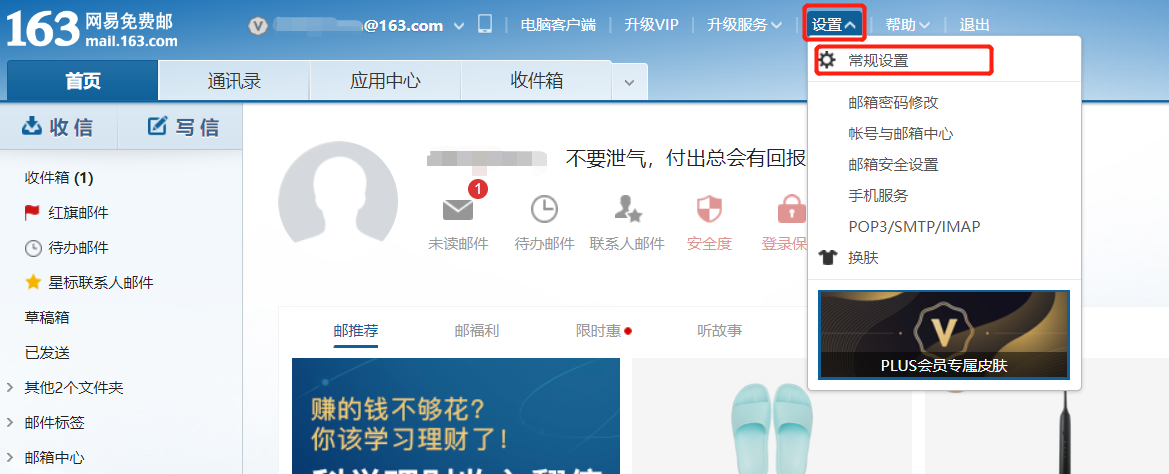 163 网易免费邮
mail.163.com
@163.com
电脑客户端
升级VIP
升级服务
设置
帮助
退出
首页
通讯录
应用中心
收件箱
常规设置
邮箱密码修改
帐号与邮箱中心
邮箱安全设置
手机服务
POP3/SMTP/IMAP
换肤
V
PLUS会员专属皮肤
收信
写信
收件箱 (1)
红旗邮件
待办邮件
星标联系人邮件
草稿箱
已发送
其他2个文件夹
邮件标签
邮箱中心
不要泄气，付出总会有回报
1
未读邮件
待办邮件
联系人邮件
安全度
登录保
邮推荐
邮福利
限时惠
听故事
赚的钱不够花?
你该学习理财了!